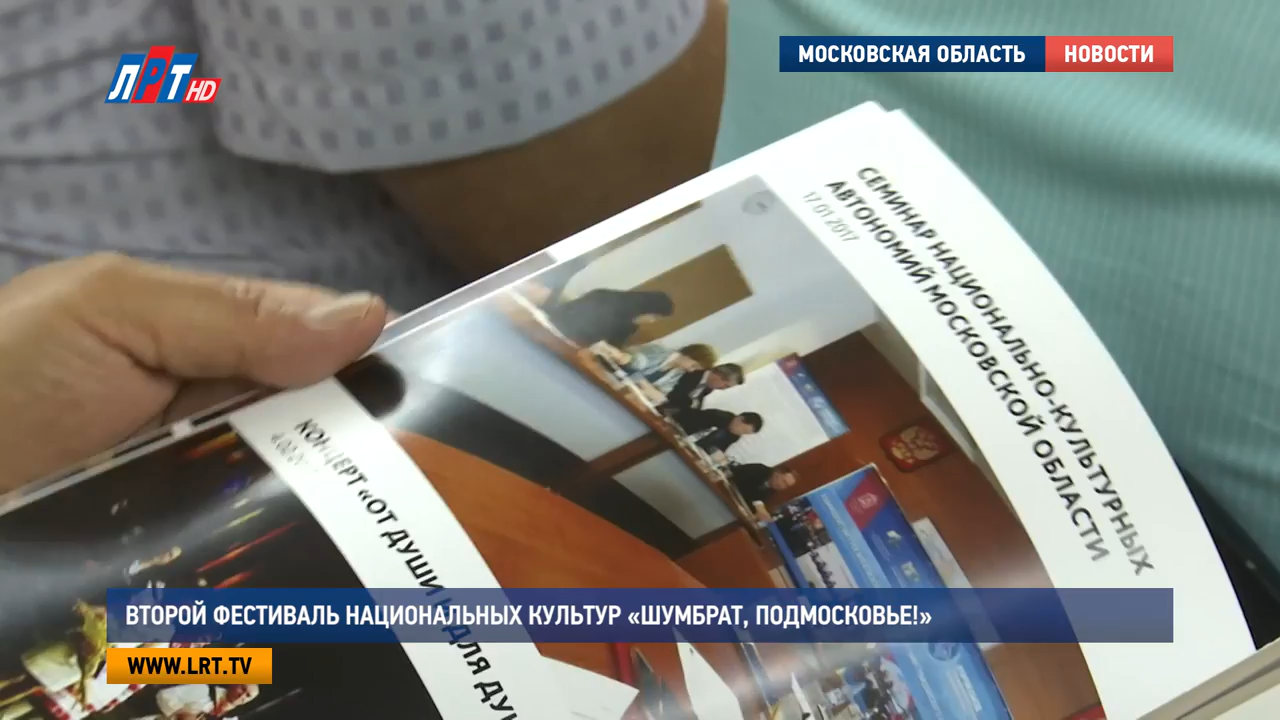 ЛРТ HD
МОСКОВСКАЯ ОБЛАСТЬ НОВОСТИ
СЕМИНАР НАЦИОНАЛЬНО-КУЛЬТУРНЫХ
АВТОНОМИЙ МОСКОВСКОЙ ОБЛАСТИ
17.01.2017
КОНЦЕРТ «ОТ ДУШИ И ДЛЯ
ВТОРОЙ ФЕСТИВАЛЬ НАЦИОНАЛЬНЫХ КУЛЬТУР «ШУМБРАТ, ПОДМОСКОВЬЕ!»
WWW.LRT.TV